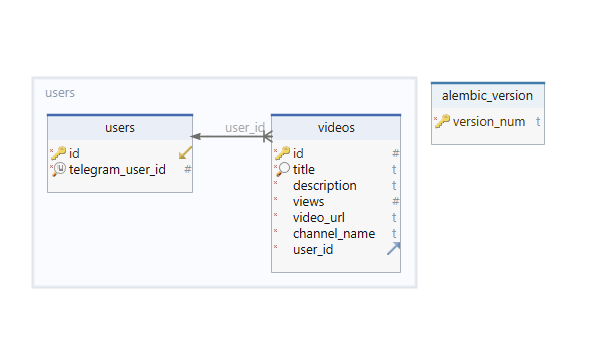 users
users
id
telegram_user_id #
user_id
videos
id #
title t
description t
views #
video_url t
channel_name t
user_id
alembic_version
version_num t